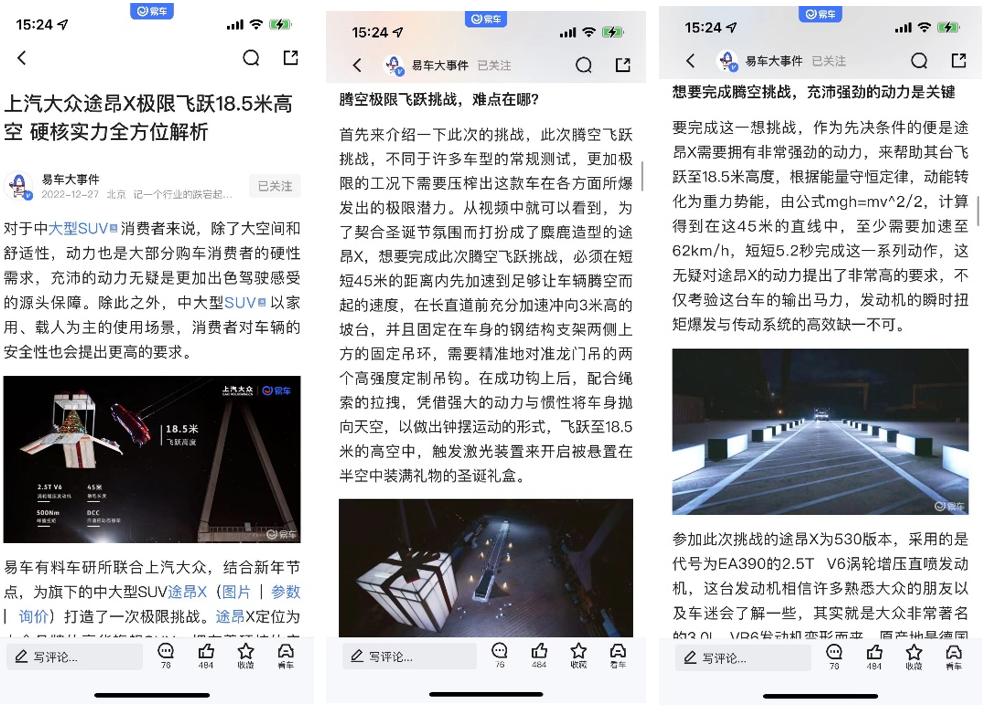 易车
15:24
上汽大众途昂X极限飞跃18.5米高
空 硬核实力全方位解析
易车大事件
2022-12-27 北京 记一个行业的跌宕起...
已关注
对于中大型SUV 消费者来说，除了大空间和
舒适性，动力也是大部分购车消费者的硬性
需求，充沛的动力无疑是更加出色驾驶感受
的源头保障。除此之外，中大型SUV 以家
用、载人为主的使用场景，消费者对车辆的
安全性也会提出更高的要求。
上汽大众 易车
18.5米
飞跃高度
2.5T V6 45米
500Nm DCC
易车
易车有料车研所联合上汽大众，结合新年节
点，为旗下的中大型SUV途昂X（图片 | 参数
| 询价）打造了一次极限挑战。途昂X定位为
写评论...
76 484 收藏 看车
易车
15:24
易车大事件 已关注
腾空极限飞跃挑战，难点在哪?
首先来介绍一下此次的挑战，此次腾空飞跃
挑战，不同于许多车型的常规测试，更加极
限的工况下需要压榨出这款车在各方面所爆
发出的极限潜力。从视频中就可以看到，为
了契合圣诞节氛围而打扮成了麋鹿造型的途
昂X，想要完成此次腾空飞跃挑战，必须在短
短45米的距离内先加速到足够让车辆腾空而
起的速度，在长直道前充分加速冲向3米高的
坡台，并且固定在车身的钢结构支架两侧上
方的固定吊环，需要精准地对准龙门吊的两
个高强度定制吊钩。在成功钩上后，配合绳
索的拉拽，凭借强大的动力与惯性将车身抛
向天空，以做出钟摆运动的形式，飞跃至18.5
米的高空中，触发激光装置来开启被悬置在
半空中装满礼物的圣诞礼盒。
写评论...
76 484 收藏 看车
易车
15:24
易车大事件 已关注
想要完成腾空挑战，充沛强劲的动力是关键
要完成这一想挑战，作为先决条件的便是途
昂X需要拥有非常强劲的动力，来帮助其台飞
跃至18.5米高度，根据能量守恒定律，动能转
化为重力势能，由公式mgh=mv^2/2，计算
得到在这45米的直线中，至少需要加速至
62km/h，短短5.2秒完成这一系列动作，这
无疑对途昂X的动力提出了非常高的要求，不
仅考验这台车的输出马力，发动机的瞬时扭
矩爆发与传动系统的高效缺一不可。
易车
参加此次挑战的途昂X为530版本，采用的是
代号为EA390的2.5T V6涡轮增压直喷发动
机，这台发动机相信许多熟悉大众的朋友以
及车迷会了解一些，其实就是大众非常著名
的3.0L VR6发动机变形而来，原产地是德国
写评论...
76 484 收藏 看车